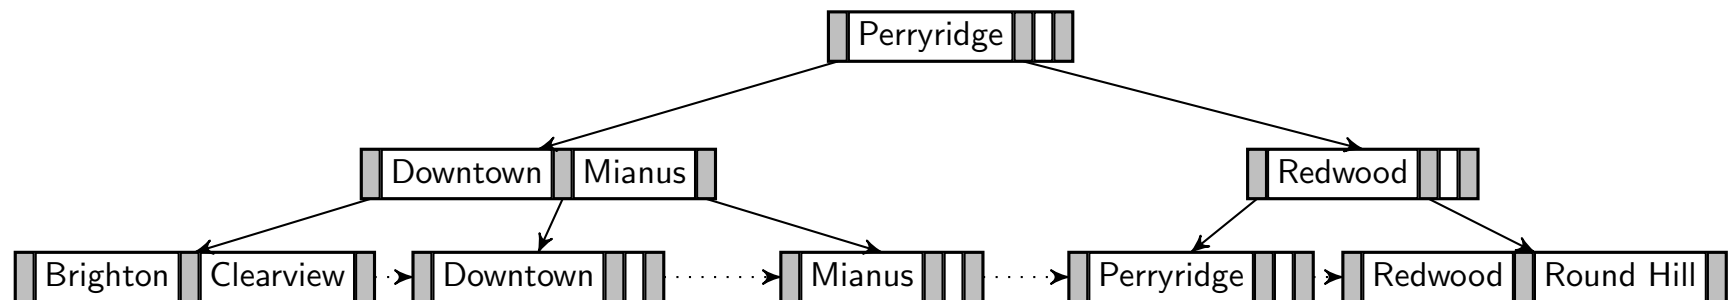 Perryridge
Downtown Mianus Redwood
Brighton Clearview Downtown Mianus Perryridge Redwood Round Hill